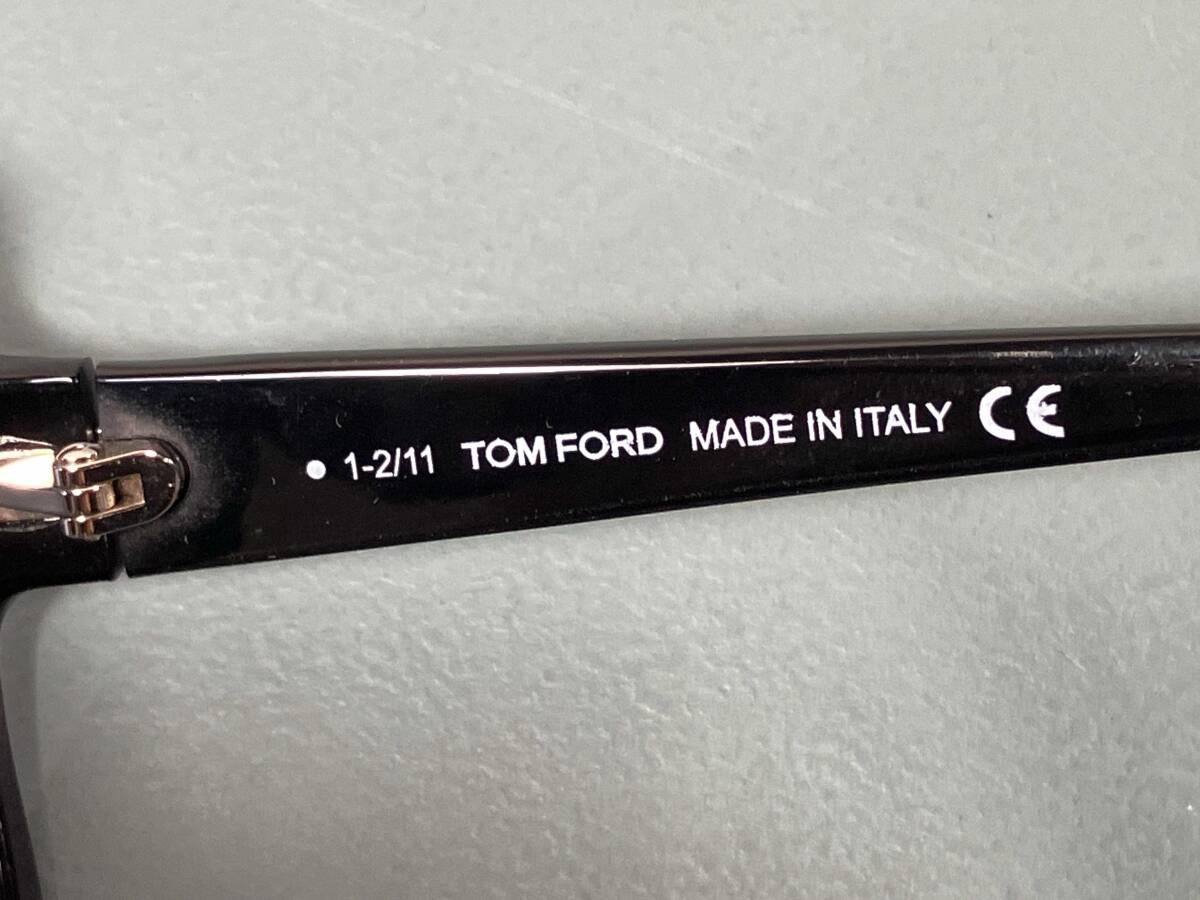 • 1-2/11 TOM FORD MADE IN ITALY CE